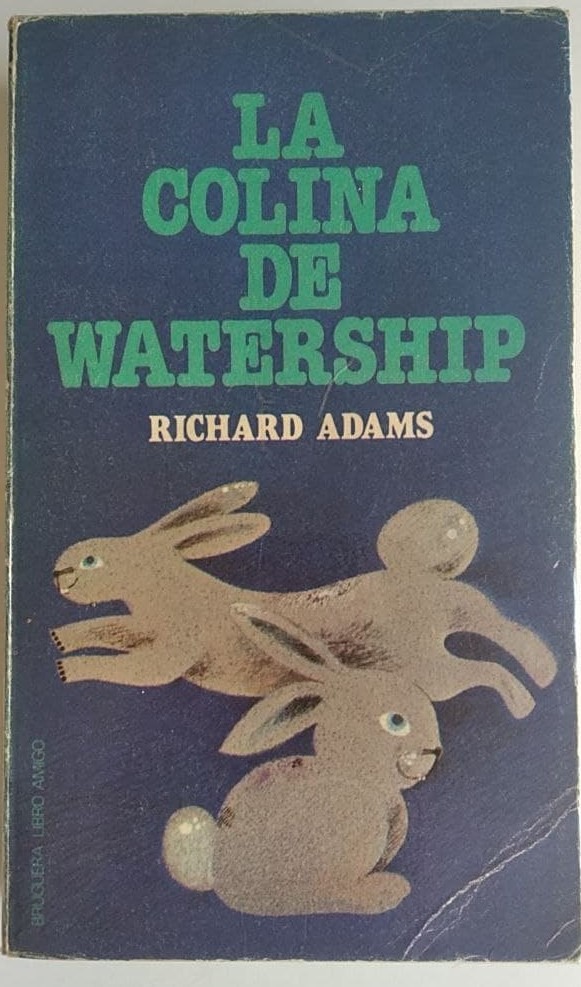 LA
COLINA
DE
WATERSHIP
RICHARD ADAMS
BRUGUERA LIBRO AMIGO